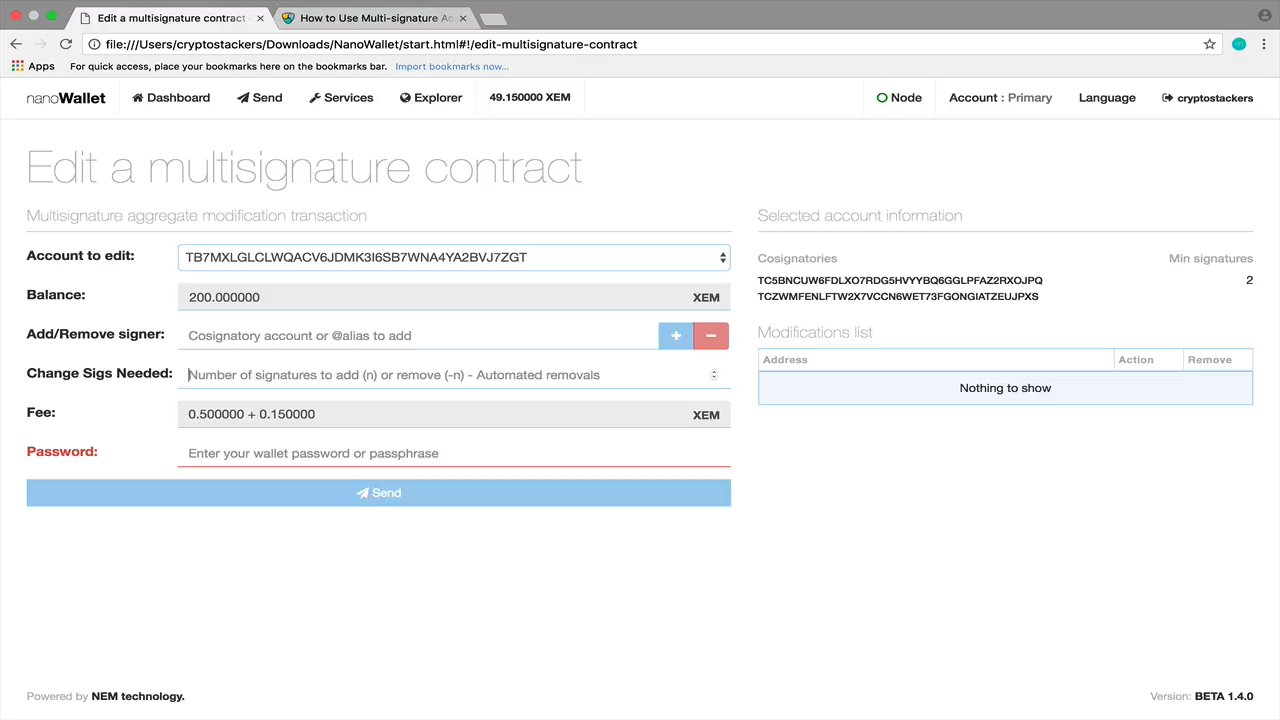 Edit a multisignature contract
How to Use Multi-signature Ac
file:///Users/cryptostackers/Downloads/NanoWallet/start.html#!/edit-multisignature-contract
Apps For quick access, place your bookmarks here on the bookmarks bar. Import bookmarks now...
nanoWallet Dashboard Send Services Explorer 49.150000 XEM Node Account : Primary Language cryptostackers
Edit a multisignature contract
Multisignature aggregate modification transaction
Account to edit: TB7MXLGLCLWQACV6JDMK3I6SB7WNA4YA2BVJ7ZGT
Balance: 200.000000 XEM
Add/Remove signer: Cosignatory account or @alias to add
Change Sigs Needed: Number of signatures to add (n) or remove (-n) - Automated removals
Fee: 0.500000 + 0.150000 XEM
Password: Enter your wallet password or passphrase
Send
Selected account information
Cosignatories Min signatures
TC5BNCUW6FDLXO7RDG5HVYYBQ6GGLPFAZ2RXOJPQ 2
TCZWMFENLFTW2X7VCCN6WET73FGONGIATZEUJPXS
Modifications list
Address Action Remove
Nothing to show
Powered by NEM technology. Version: BETA 1.4.0